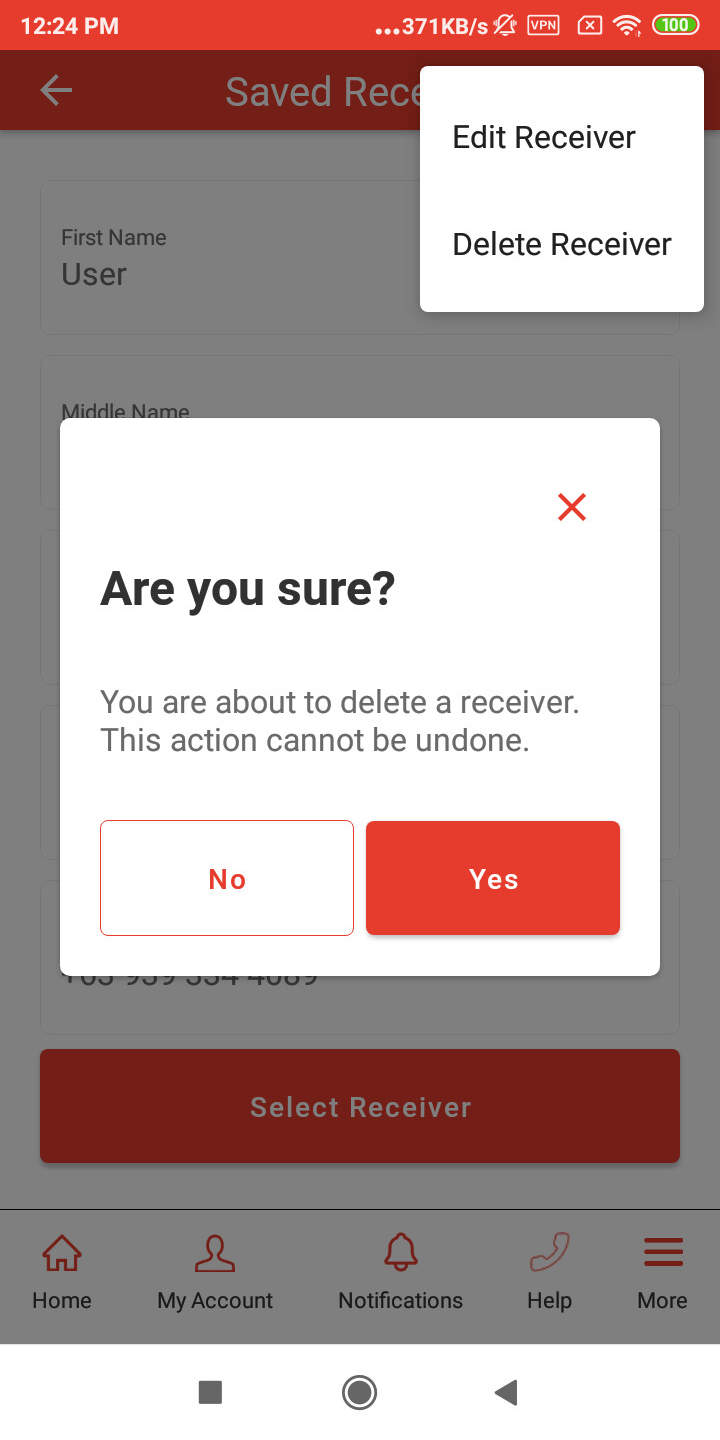 12:24 PM
...371KB/s
VPN
100
Saved Rece
Edit Receiver
Delete Receiver
First Name
User
Middle Name
Are you sure?
You are about to delete a receiver.
This action cannot be undone.
No
Yes
Select Receiver
Home
My Account
Notifications
Help
More